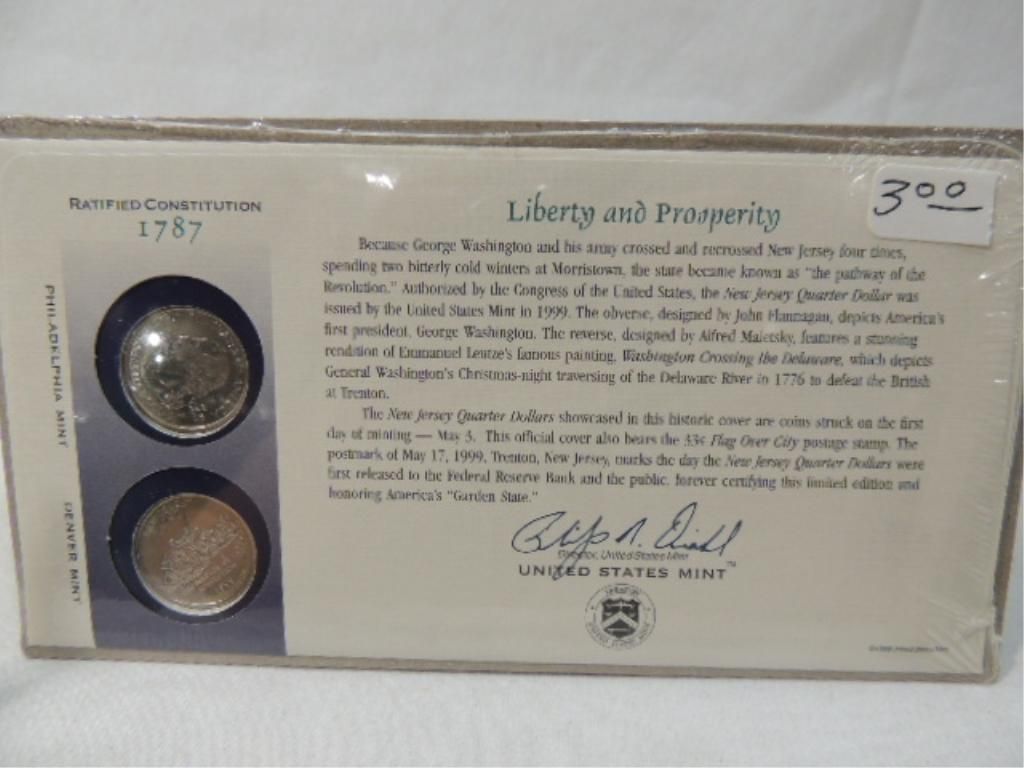 RATIFIED CONSTITUTION
1787
PHILADELPHIA MINT
DENVER MINT
Liberty and Prosperity
3 00
Because George Washington and his army crossed and recrossed New Jersey four times,
spending two bitterly cold winters at Morristown, the state became known as "the pathway of the
Revolution." Authorized by the Congress of the United States, the New Jersey Quarter Dollar was
issued by the United States Mint in 1999. The obverse, designed by John Flannagan, depicts America's
first president, George Washington. The reverse, designed by Alfred Maletsky, features a stunning
rendition of Emmanuel Leutze's famous painting, Washington Crossing the Delaware, which depicts
General Washington's Christmas-night traversing of the Delaware River in 1776 to defeat the British
at Trenton.
The New Jersey Quarter Dollars showcased in this historic cover are coins struck on the first
day of minting — May 3. This official cover also bears the 33¢ Flag Over City postage stamp. The
postmark of May 17, 1999, Trenton, New Jersey, marks the day the New Jersey Quarter Dollars were
first released to the Federal Reserve Bank and the public, forever certifying this limited edition and
honoring America's "Garden State."
Director, United States Mint
UNITED STATES MINT™